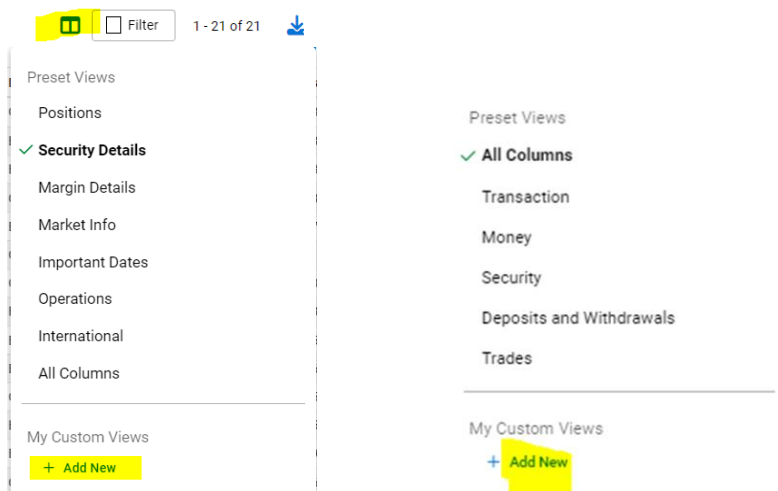 Filter
1 - 21 of 21
Preset Views
Positions
Security Details
Margin Details
Market Info
Important Dates
Operations
International
All Columns
My Custom Views
+ Add New
Preset Views
All Columns
Transaction
Money
Security
Deposits and Withdrawals
Trades
My Custom Views
+ Add New